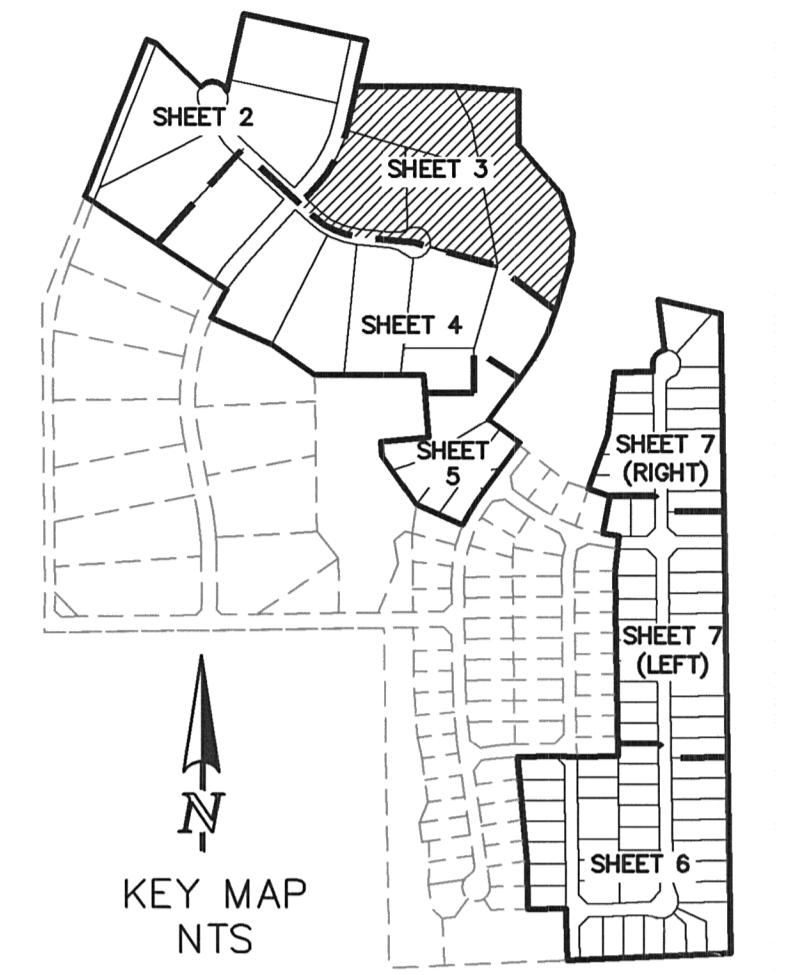 SHEET 2
SHEET 3
SHEET 4
SHEET
5
SHEET 7
(RIGHT)
SHEET 7
(LEFT)
SHEET 6
N
KEY MAP
NTS